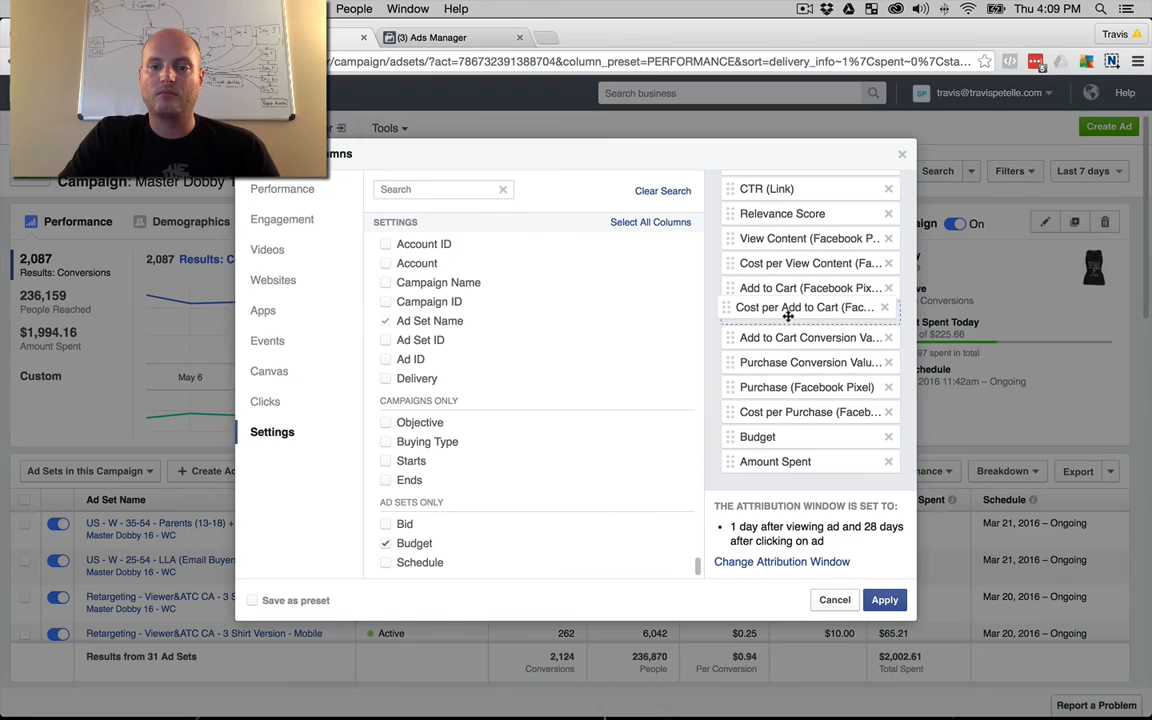 People Window Help Thu 4:09 PM
(3) Ads Manager Travis
/campaign/adsets/?act=786732391388704&column_preset=PERFORMANCE&sort=delivery_info~1%7Cspent~0%7Csta...
Search business travis@travispetelle.com Help
Tools
Create Ad
Campaign: Master Dobby 1
Search Filters Last 7 days
Performance Demographics
On
2,087
Results: Conversions
236,159
People Reached
$1,994.16
Amount Spent
Custom
2,087 Results: C
May 6
Performance
Engagement
Videos
Websites
Apps
Events
Canvas
Clicks
Settings
Search Clear Search
SETTINGS Select All Columns
Account ID
Account
Campaign Name
Campaign ID
Ad Set Name
Ad Set ID
Ad ID
Delivery
CAMPAIGNS ONLY
Objective
Buying Type
Starts
Ends
AD SETS ONLY
Bid
Budget
Schedule
CTR (Link)
Relevance Score
View Content (Facebook P...
Cost per View Content (Fa...
Add to Cart (Facebook Pix...
Cost per Add to Cart (Fac...
Add to Cart Conversion Va...
Purchase Conversion Valu...
Purchase (Facebook Pixel)
Cost per Purchase (Faceb...
Budget
Amount Spent
THE ATTRIBUTION WINDOW IS SET TO:
1 day after viewing ad and 28 days
after clicking on ad
Change Attribution Window
Save as preset Cancel Apply
Conversions
t Spent Today
of $225.66
97 spent in total
chedule
2016 11:42am – Ongoing
Ad Sets in this Campaign Create Ad
Breakdown Export
Ad Set Name Spent Schedule
US - W - 35-54 - Parents (13-18) +
Master Dobby 16 - WC
Mar 21, 2016 – Ongoing
US - W - 25-54 - LLA (Email Buyer
Master Dobby 16 - WC
Mar 21, 2016 – Ongoing
Retargeting - Viewer&ATC CA - 3
Master Dobby 16 - WC
Mar 20, 2016 – Ongoing
Retargeting - Viewer&ATC CA - 3 Shirt Version - Mobile Active 262 6,042 $0.25 $10.00 $65.21 Mar 20, 2016 – Ongoing
Results from 31 Ad Sets 2,124 236,870 $0.94 $2,002.61
Conversions People Per Conversion Total Spent
Report a Problem